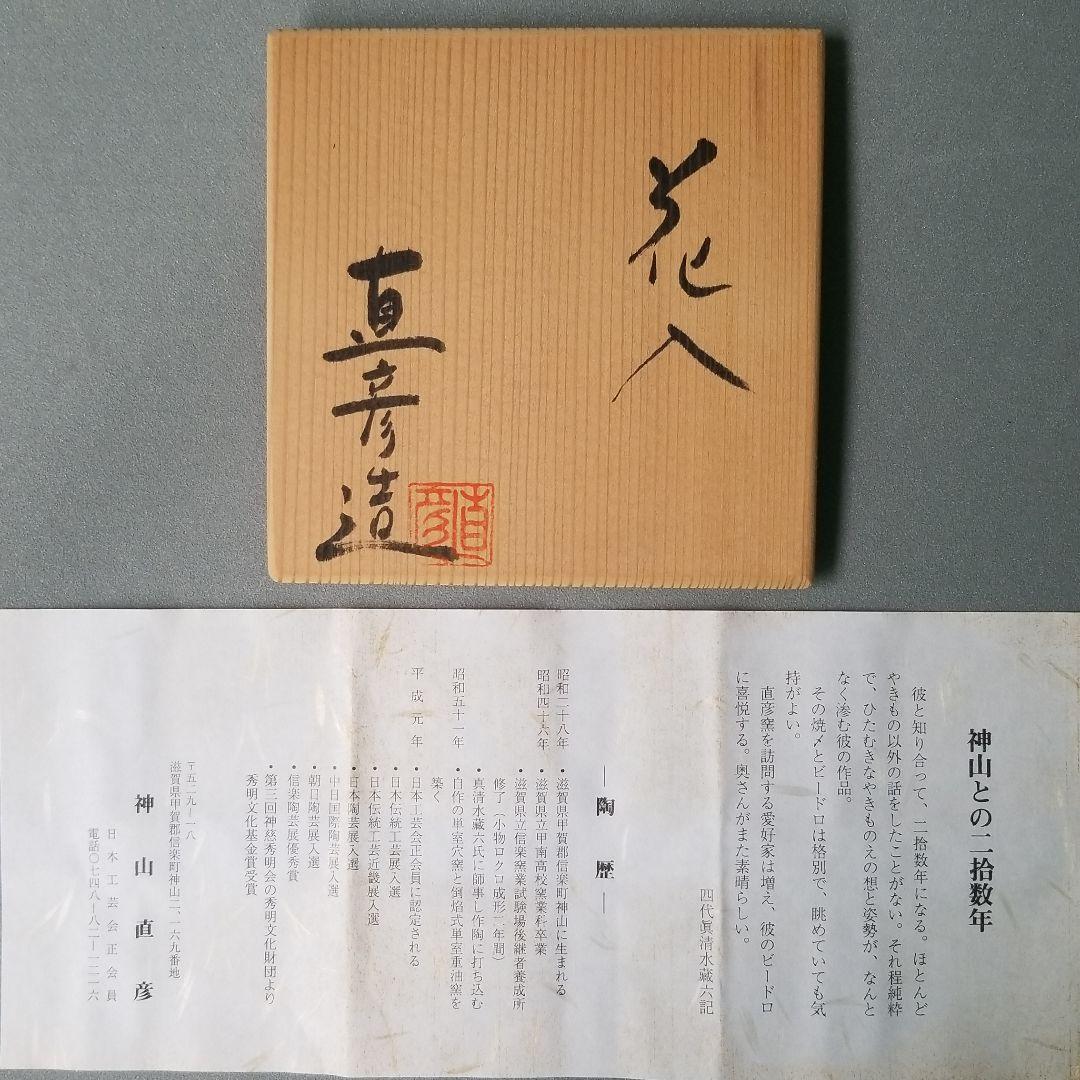 花入
直彦造
直彦
神山との二拾数年
彼と知り合って、二拾数年になる。ほとんど
やきもの以外の話をしたことがない。それ程純粋
で、ひたむきなやきものえの想と姿勢が、なんと
なく滲む彼の作品。
その焼〆とビードロは格別で、眺めていても気
持がよい。
直彦窯を訪問する愛好家は増え、彼のビードロ
に喜悦する。奥さんがまた素晴らしい。
四代眞清水藏六記
―陶歴―
昭和二十八年 ・滋賀県甲賀郡信楽町神山に生まれる
昭和四十六年 ・滋賀県立甲南高校窯業科卒業
・滋賀県立信楽窯業試験場後継者養成所
修了(小物ロクロ成形二年間)
・真清水蔵六氏に師事し作陶に打ち込む
昭和五十一年 ・自作の単室穴窯と倒焰式単室重油窯を
築く
平成元年 ・日本工芸会正会員に認定される
・日本伝統工芸展入選
・日本伝統工芸近畿展入選
・日本陶芸展入選
・中日国際陶芸展入選
・朝日陶芸展入選
・信楽陶芸展優秀賞
・第三回神慈秀明会の秀明文化財団より
秀明文化基金賞受賞
〒五二九ー一八
滋賀県甲賀郡信楽町神山二、一六九番地
神山直彦
日本工芸会正会員
電話〇七四八ー八二ー一二一六